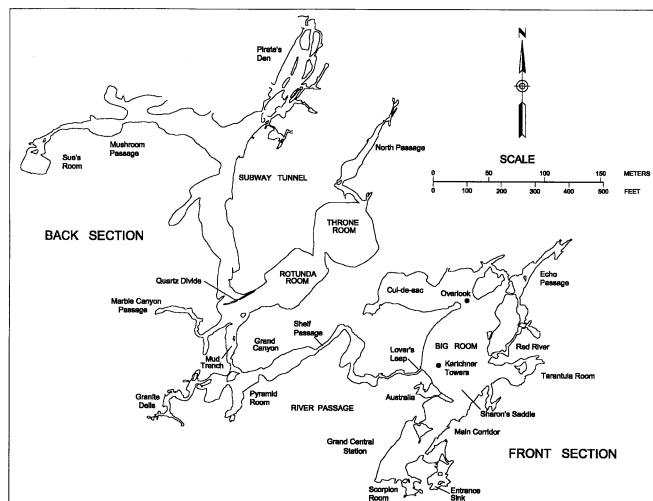 Pirate's
Den
N
Mushroom
Passage
Sue's
Room
SUBWAY TUNNEL
North Passage
SCALE
0 50 100 150 METERS
0 100 200 300 400 500 FEET
BACK SECTION
THRONE
ROOM
Quartz Divide
ROTUNDA
ROOM
Marble Canyon
Passage
Cul-de-sac
Overlook
Echo
Passage
Shelf
Passage
Grand
Canyon
Mud
Trench
Lover's
Leap
BIG ROOM
Kartchner
Towers
Red River
Tarantula Room
Granite
Dells
Pyramid
Room
RIVER PASSAGE
Australia
Sharon's Saddle
Main Corridor
Grand Central
Station
FRONT SECTION
Scorpion
Room
Entrance
Sink